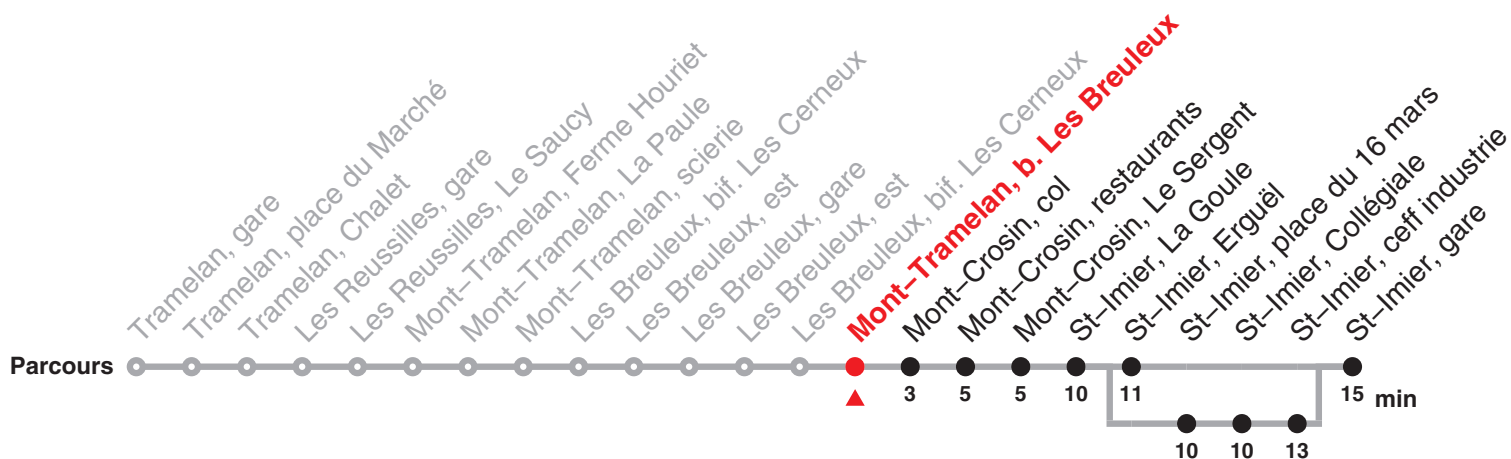 Tramelan, gare
Tramelan, place du Marché
Tramelan, Chalet
Les Reussilles, gare
Les Reussilles, Le Saucy
Mont–Tramelan, Ferme Houriet
Mont–Tramelan, La Paule
Mont–Tramelan, scierie
Les Breuleux, bif. Les Cerneux
Les Breuleux, est
Les Breuleux, gare
Les Breuleux, est
Les Breuleux, bif. Les Cerneux
Mont–Tramelan, b. Les Breuleux
Mont–Crosin, col
Mont–Crosin, restaurants
Mont–Crosin, Le Sergent
St–Imier, La Goule
St–Imier, Erguël
St–Imier, place du 16 mars
St–Imier, Collégiale
St–Imier, ceff industrie
St–Imier, gare
Parcours
3 5 5 10 11 15 min
10 10 13